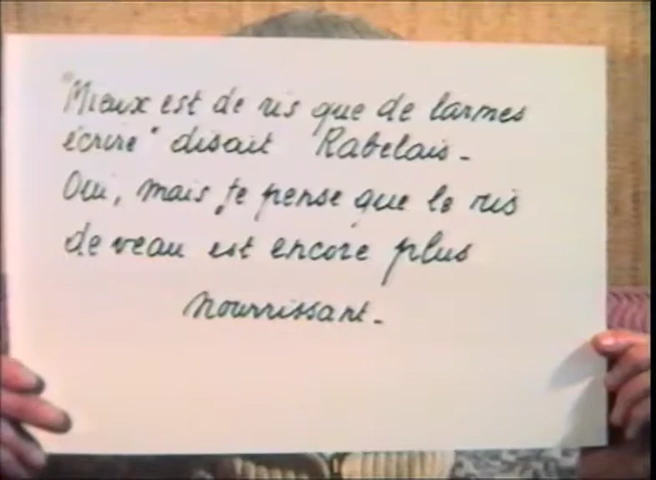 "Mieux est de ris que de larmes
écrire" disait Rabelais -
Oui, mais je pense que le ris
de veau est encore plus
nourrissant. -